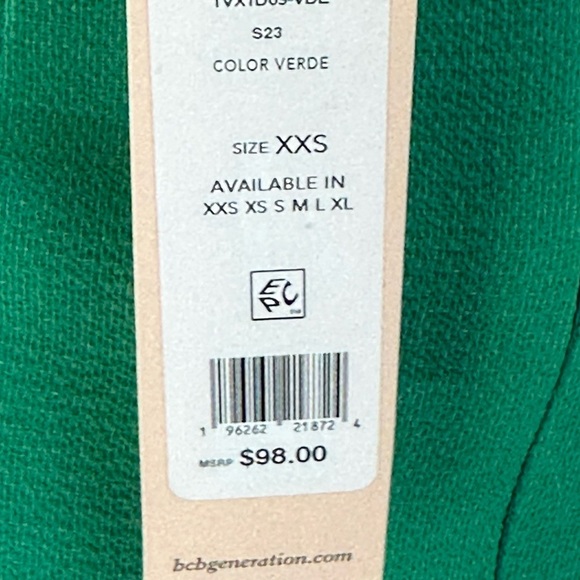 S23
COLOR VERDE
SIZE XXS
AVAILABLE IN
XXS XS S M L XL
EPC
1 96262 21872 4
MSRP $98.00
bcbgeneration.com